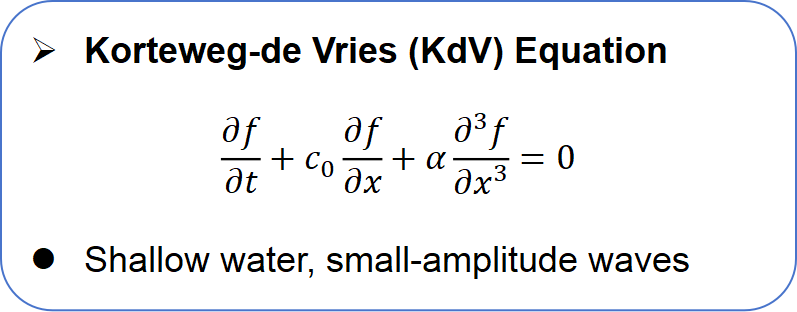 ➢ Korteweg-de Vries (KdV) Equation
∂f/∂t + c₀ ∂f/∂x + α ∂³f/∂x³ = 0
● Shallow water, small-amplitude waves